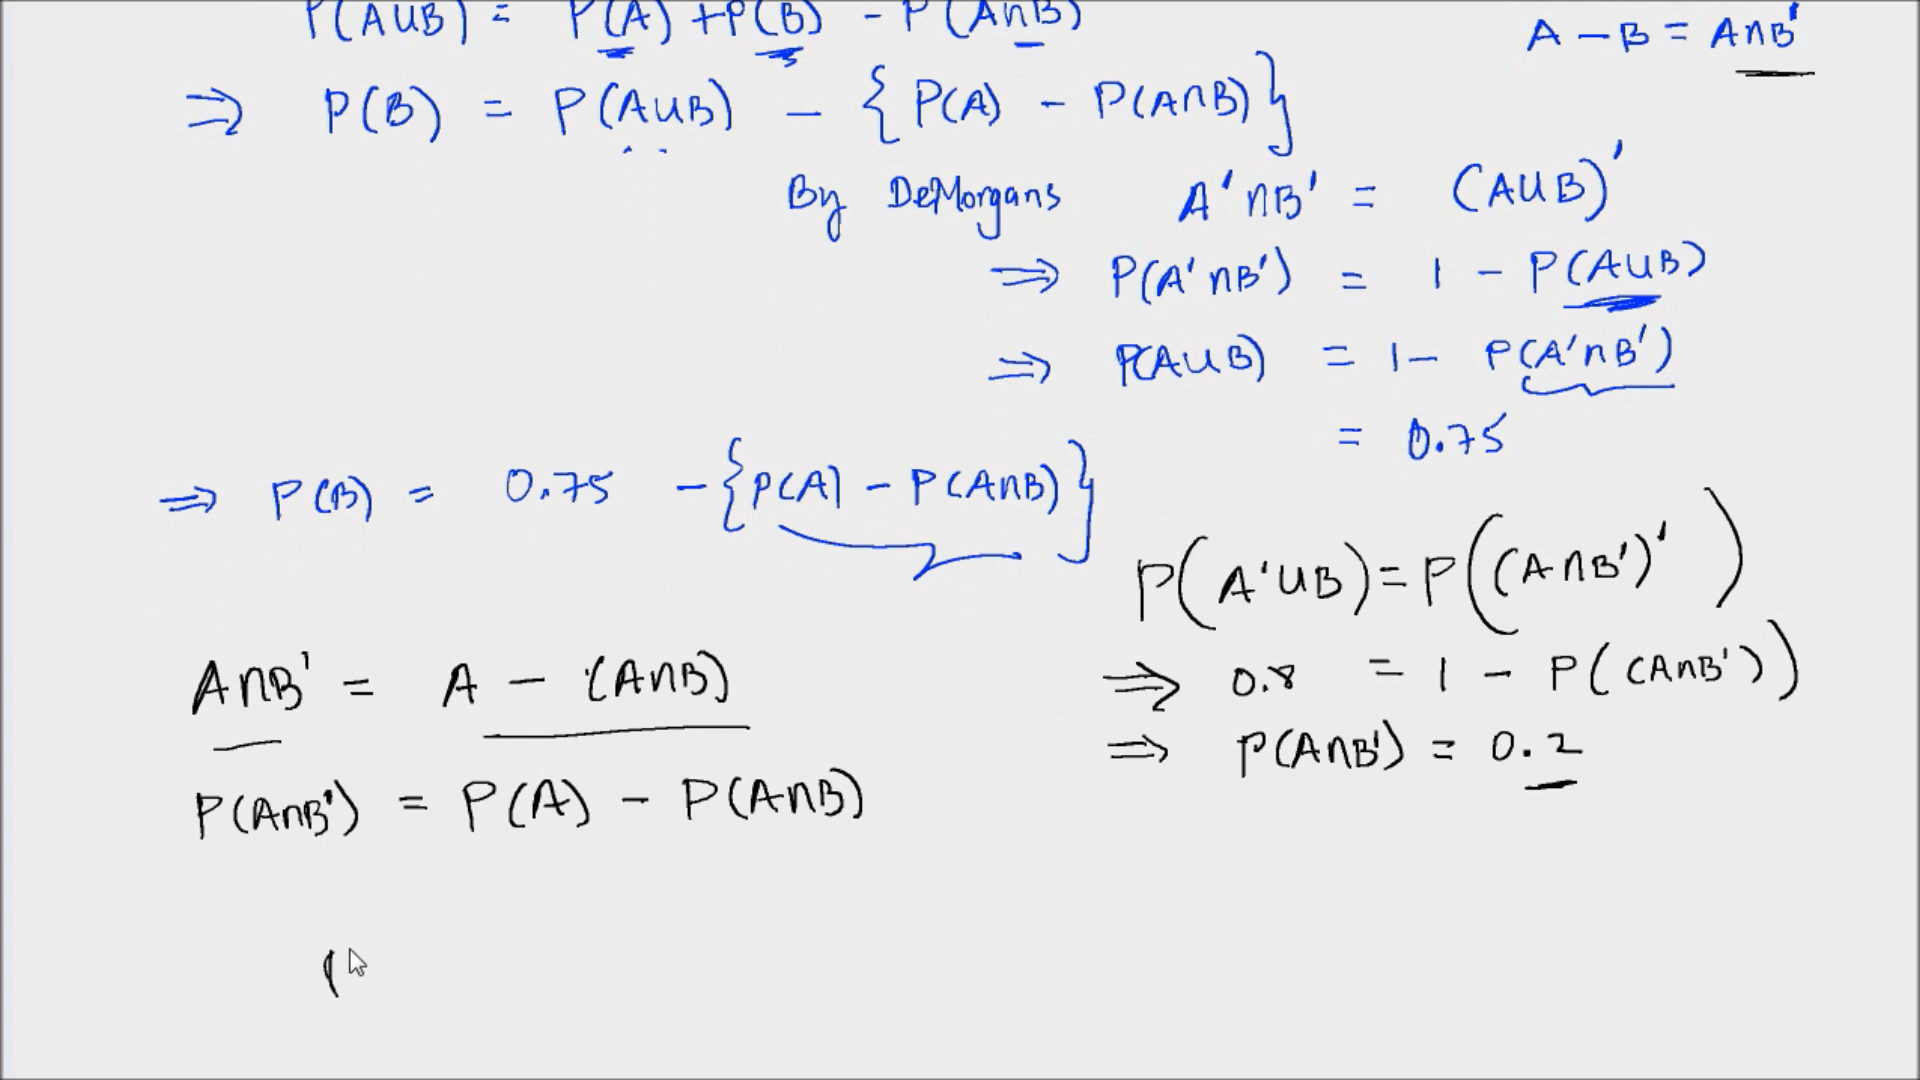 P(A∪B) = P(A) + P(B) - P(A∩B)
A - B = A∩B'
⇒ P(B) = P(A∪B) - {P(A) - P(A∩B)}
By DeMorgans A'∩B' = (A∪B)'
⇒ P(A'∩B') = 1 - P(A∪B)
⇒ P(A∪B) = 1 - P(A'∩B')
= 0.75
⇒ P(B) = 0.75 - {P(A) - P(A∩B)}
P(A'∪B) = P((A∩B')')
A∩B' = A - (A∩B)
⇒ 0.8 = 1 - P((A∩B'))
⇒ P(A∩B') = 0.2
P(A∩B') = P(A) - P(A∩B)
(